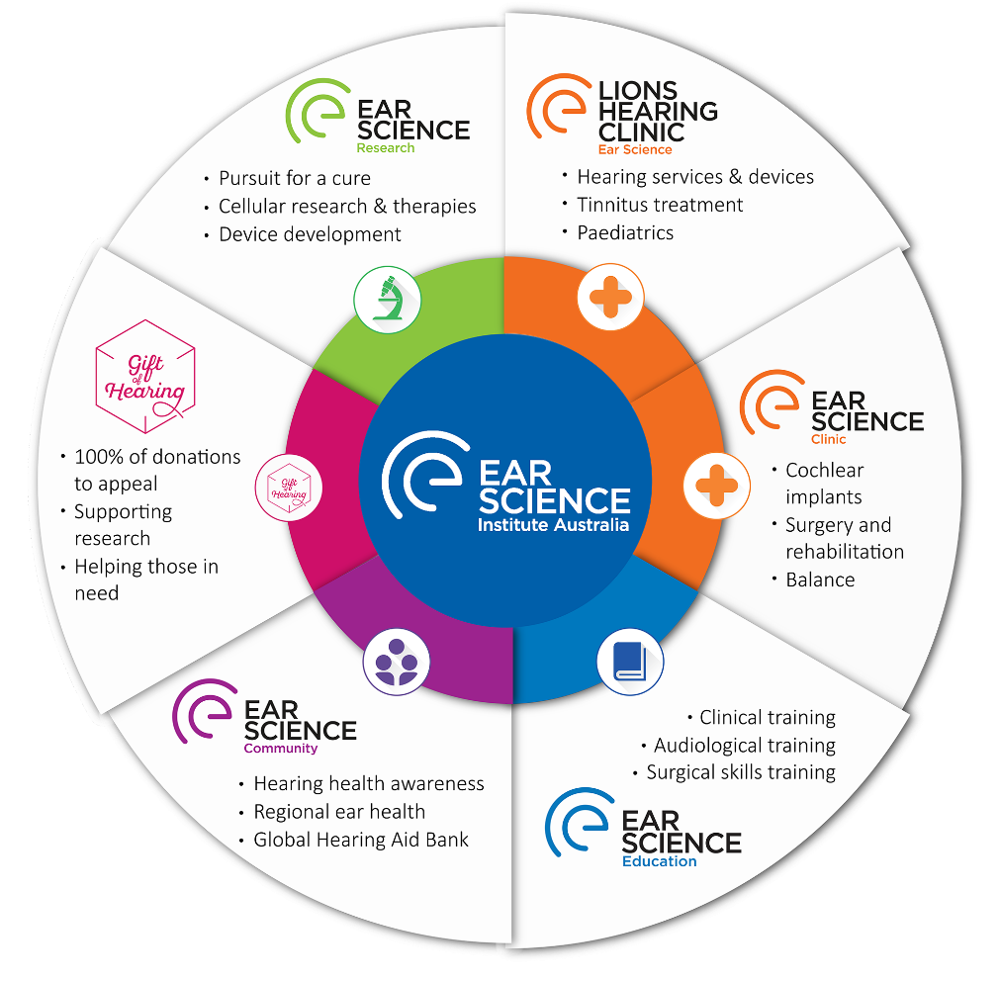 EAR
SCIENCE
Research
• Pursuit for a cure
• Cellular research & therapies
• Device development
LIONS
HEARING
CLINIC
Ear Science
• Hearing services & devices
• Tinnitus treatment
• Paediatrics
Gift
of
Hearing
• 100% of donations
to appeal
• Supporting
research
• Helping those in
need
Gift
of
Hearing
EAR
SCIENCE
Institute Australia
EAR
SCIENCE
Clinic
• Cochlear
implants
• Surgery and
rehabilitation
• Balance
EAR
SCIENCE
Community
• Hearing health awareness
• Regional ear health
• Global Hearing Aid Bank
• Clinical training
• Audiological training
• Surgical skills training
EAR
SCIENCE
Education